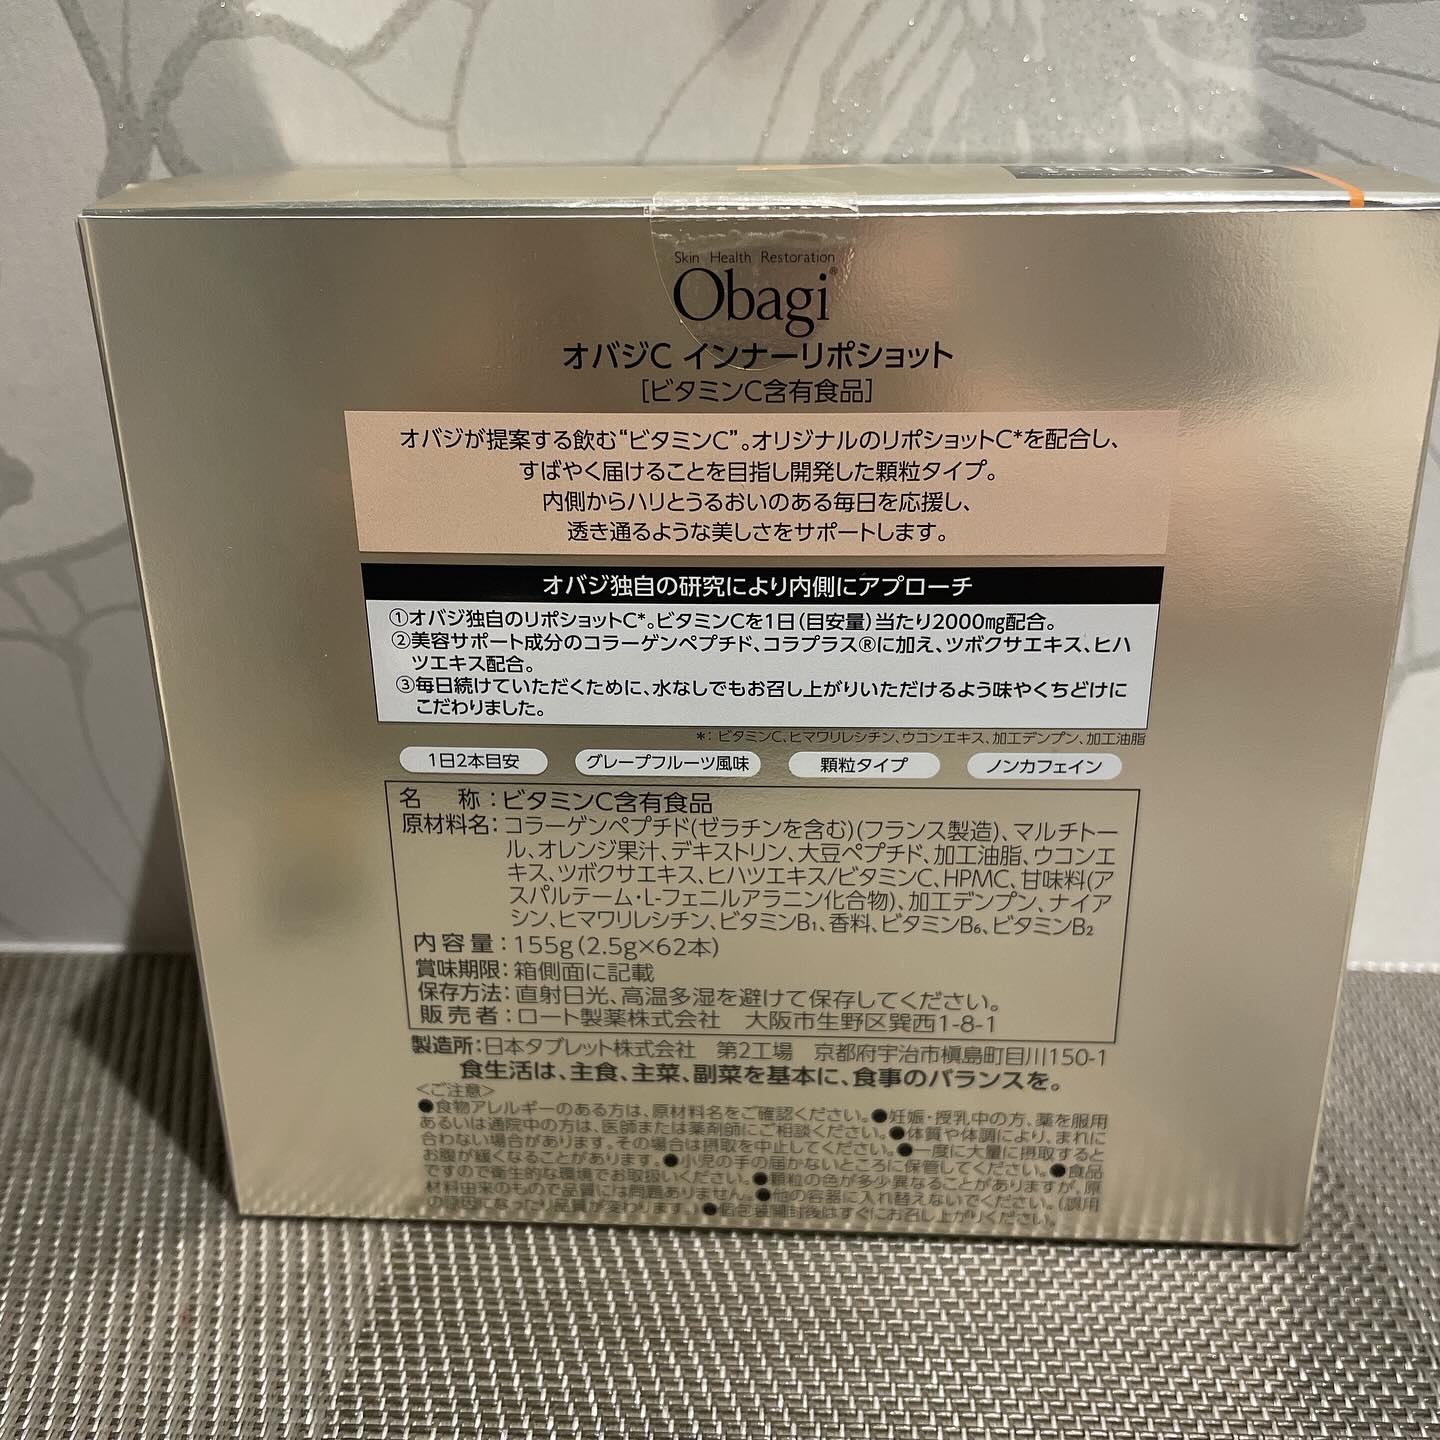 Skin Health Restoration
Obagi®
オバジC インナーリポショット
[ビタミンC含有食品]
オバジが提案する飲む“ビタミンC”。オリジナルのリポショットC*を配合し、
すばやく届けることを目指し開発した顆粒タイプ。
内側からハリとうるおいのある毎日を応援し、
透き通るような美しさをサポートします。
オバジ独自の研究により内側にアプローチ
①オバジ独自のリポショットC*。ビタミンCを1日(目安量)当たり2000㎎配合。
②美容サポート成分のコラーゲンペプチド、コラプラス®に加え、ツボクサエキス、ヒハ
ツエキス配合。
③毎日続けていただくために、水なしでもお召し上がりいただけるよう味やくちどけに
こだわりました。
*：ビタミンC、ヒマワリレシチン、ウコンエキス、加工デンプン、加工油脂
1日2本目安 グレープフルーツ風味 顆粒タイプ ノンカフェイン
名 称：ビタミンC含有食品
原材料名：コラーゲンペプチド(ゼラチンを含む)(フランス製造)、マルチトー
ル、オレンジ果汁、デキストリン、大豆ペプチド、加工油脂、ウコンエ
キス、ツボクサエキス、ヒハツエキス/ビタミンC、HPMC、甘味料(ア
スパルテーム・L-フェニルアラニン化合物)、加工デンプン、ナイア
シン、ヒマワリレシチン、ビタミンB₁、香料、ビタミンB₆、ビタミンB₂
内容量：155g(2.5g×62本)
賞味期限：箱側面に記載
保存方法：直射日光、高温多湿を避けて保存してください。
販売者：ロート製薬株式会社 大阪市生野区巽西1-8-1
製造所：日本タブレット株式会社 第2工場 京都府宇治市槇島町目川150-1
食生活は、主食、主菜、副菜を基本に、食事のバランスを。
<ご注意>
●食物アレルギーのある方は、原材料名をご確認ください。●妊娠・授乳中の方、薬を服用
あるいは通院中の方は、医師または薬剤師にご相談ください。●体質や体調により、まれに
合わない場合があります。その場合は摂取を中止してください。●一度に大量に摂取すると
お腹が緩くなることがあります。●小児の手の届かないところに保管してください。●食品
ですので衛生的な環境でお取扱いください。●顆粒の色が多少異なることがありますが、原
材料由来のもので品質には問題ありません。●他の容器に入れ替えないでください。(誤用
の原因になったり品質が変わります。)●個包装開封後はすぐにお召し上がりください。